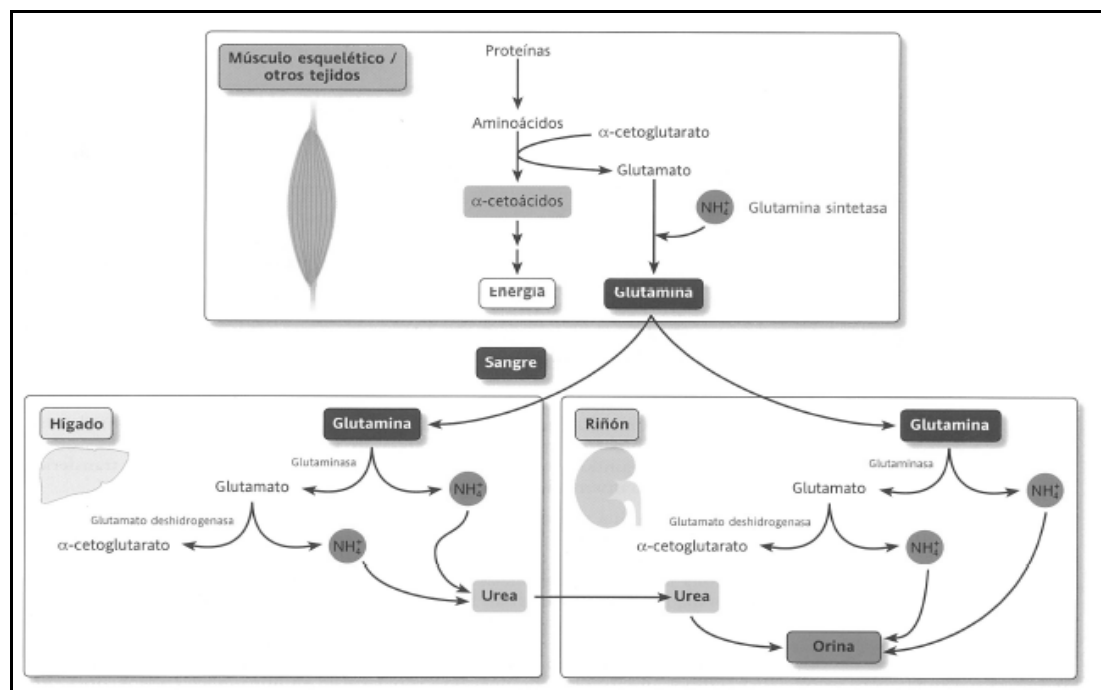 Músculo esquelético /
otros tejidos
Proteínas
Aminoácidos
α-cetoglutarato
Glutamato
α-cetoácidos
NH₄⁺
Glutamina sintetasa
Energía
Glutamina
Sangre
Hígado
Glutamina
Glutaminasa
Glutamato
NH₄⁺
Glutamato deshidrogenasa
α-cetoglutarato
NH₄⁺
Urea
Riñón
Glutamina
Glutaminasa
Glutamato
NH₄⁺
Glutamato deshidrogenasa
α-cetoglutarato
NH₄⁺
Urea
Orina